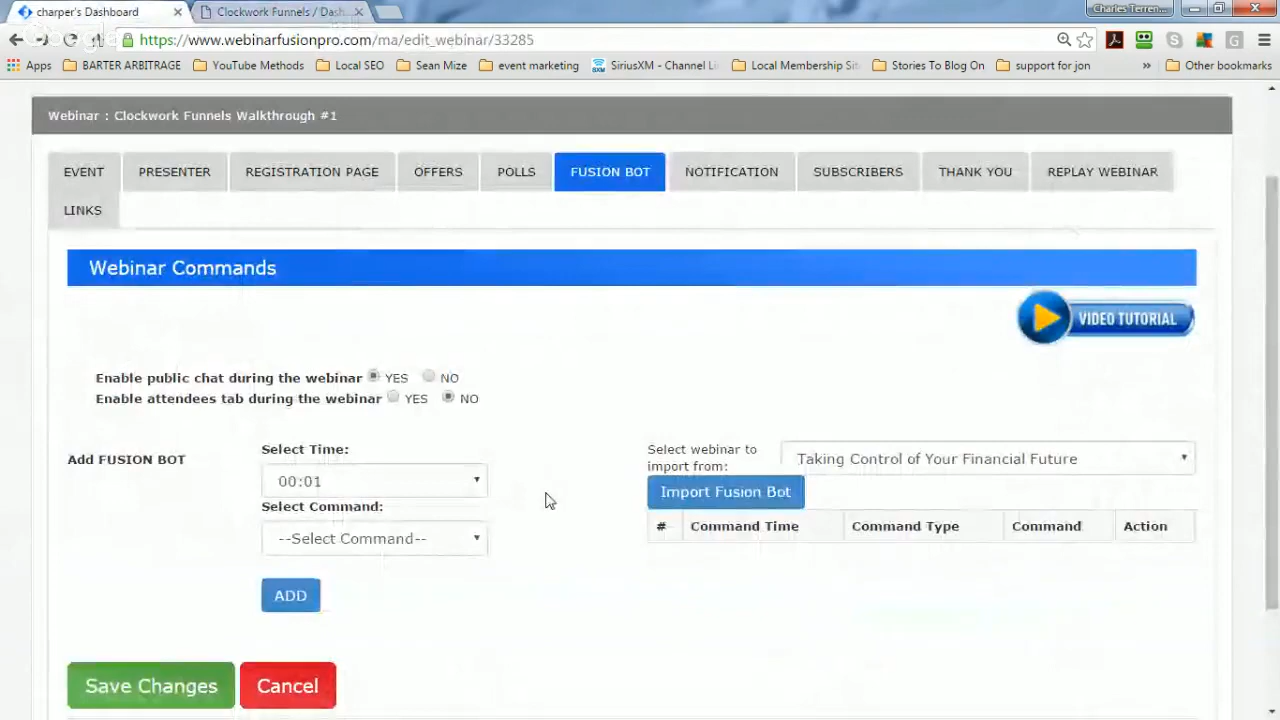 charper's Dashboard
Clockwork Funnels / Dash
Charles Terren...
https://www.webinarfusionpro.com/ma/edit_webinar/33285
Apps BARTER ARBITRAGE YouTube Methods Local SEO Sean Mize event marketing SiriusXM - Channel Li Local Membership Sit Stories To Blog On support for jon » Other bookmarks
Webinar : Clockwork Funnels Walkthrough #1
EVENT PRESENTER REGISTRATION PAGE OFFERS POLLS FUSION BOT NOTIFICATION SUBSCRIBERS THANK YOU REPLAY WEBINAR
LINKS
Webinar Commands
VIDEO TUTORIAL
Enable public chat during the webinar YES NO
Enable attendees tab during the webinar YES NO
Add FUSION BOT
Select Time:
00:01
Select Command:
--Select Command--
ADD
Select webinar to
import from:
Taking Control of Your Financial Future
Import Fusion Bot
# Command Time Command Type Command Action
Save Changes Cancel